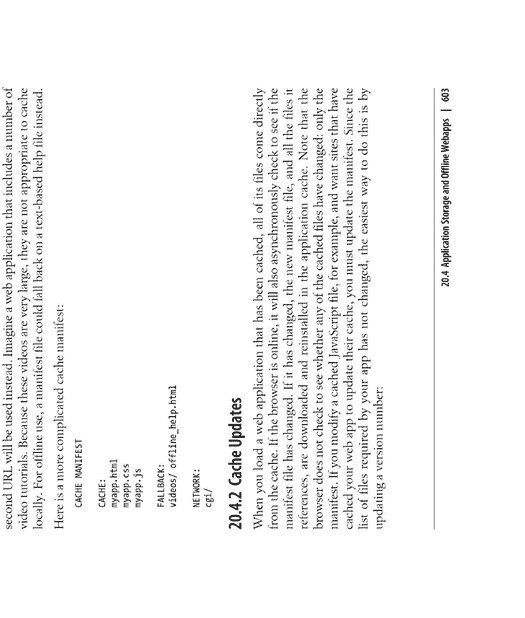 second URL will be used instead. Imagine a web application that includes a number of
video tutorials. Because these videos are very large, they are not appropriate to cache
locally. For offline use, a manifest file could fall back on a text-based help file instead.
Here is a more complicated cache manifest:
CACHE MANIFEST
CACHE:
myapp.html
myapp.css
myapp.js
FALLBACK:
videos/ offline_help.html
NETWORK:
cgi/
20.4.2 Cache Updates
When you load a web application that has been cached, all of its files come directly
from the cache. If the browser is online, it will also asynchronously check to see if the
manifest file has changed. If it has changed, the new manifest file, and all the files it
references, are downloaded and reinstalled in the application cache. Note that the
browser does not check to see whether any of the cached files have changed: only the
manifest. If you modify a cached JavaScript file, for example, and want sites that have
cached your web app to update their cache, you must update the manifest. Since the
list of files required by your app has not changed, the easiest way to do this is by
updating a version number:
20.4 Application Storage and Offline Webapps | 603